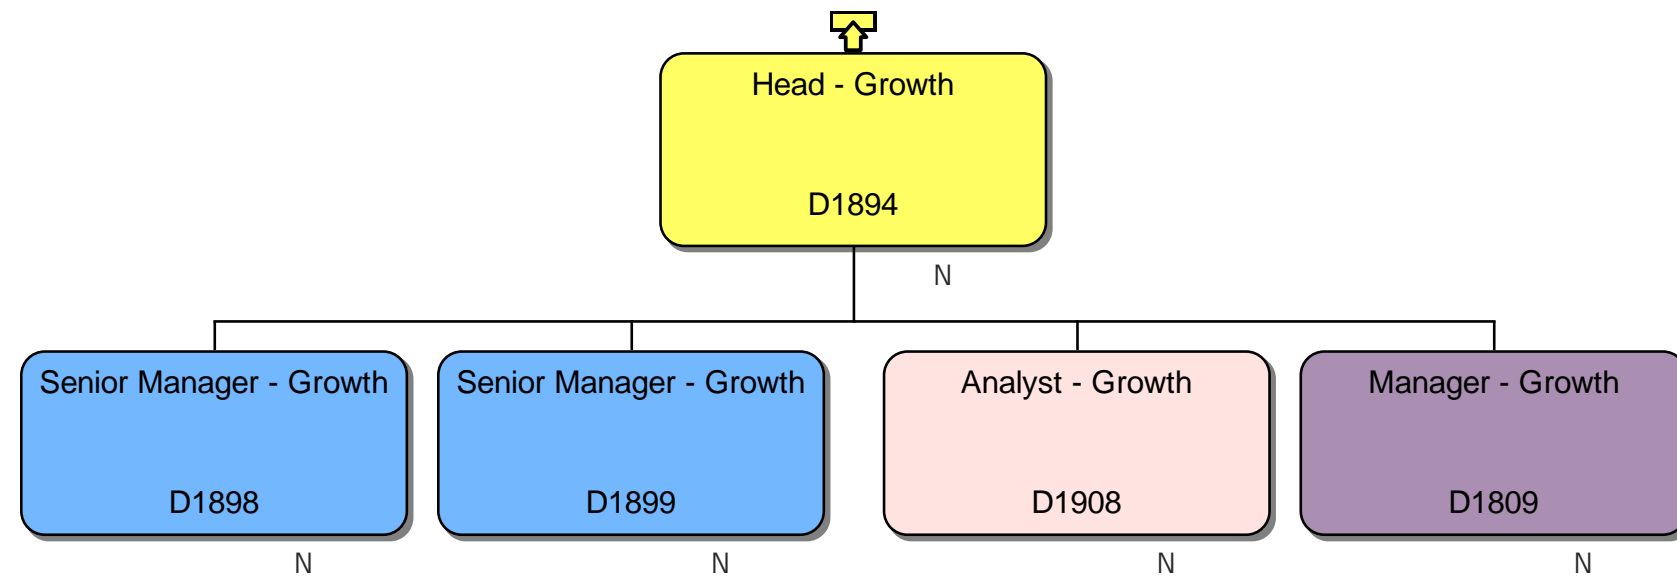 Head - Growth
D1894
N
Senior Manager - Growth
D1898
N
Senior Manager - Growth
D1899
N
Analyst - Growth
D1908
N
Manager - Growth
D1809
N